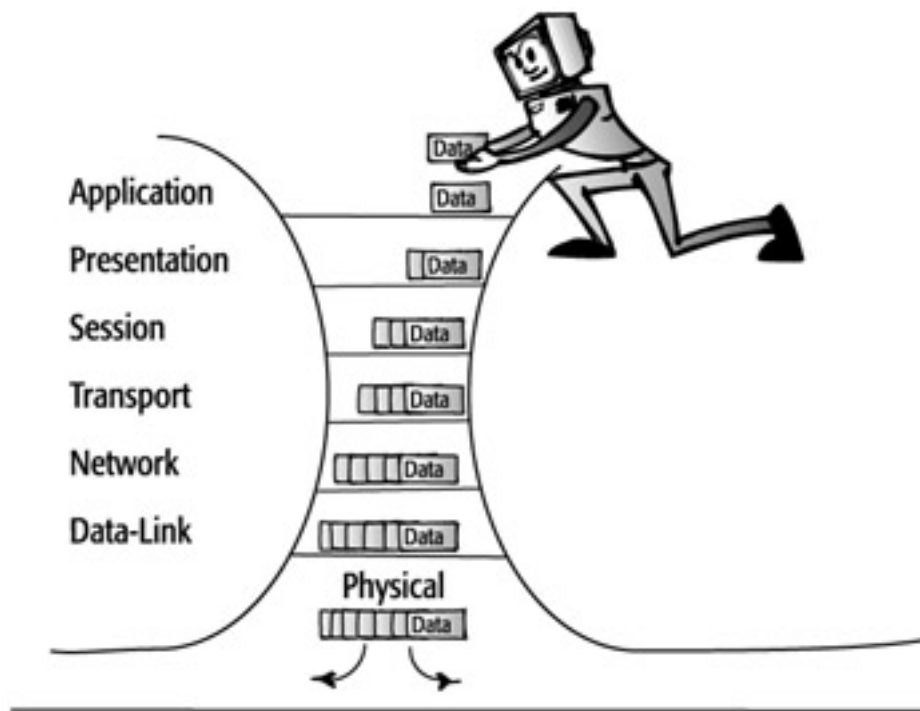 Data
Application
Data
Presentation
Data
Session
Data
Transport
Data
Network
Data
Data-Link
Data
Physical
Data